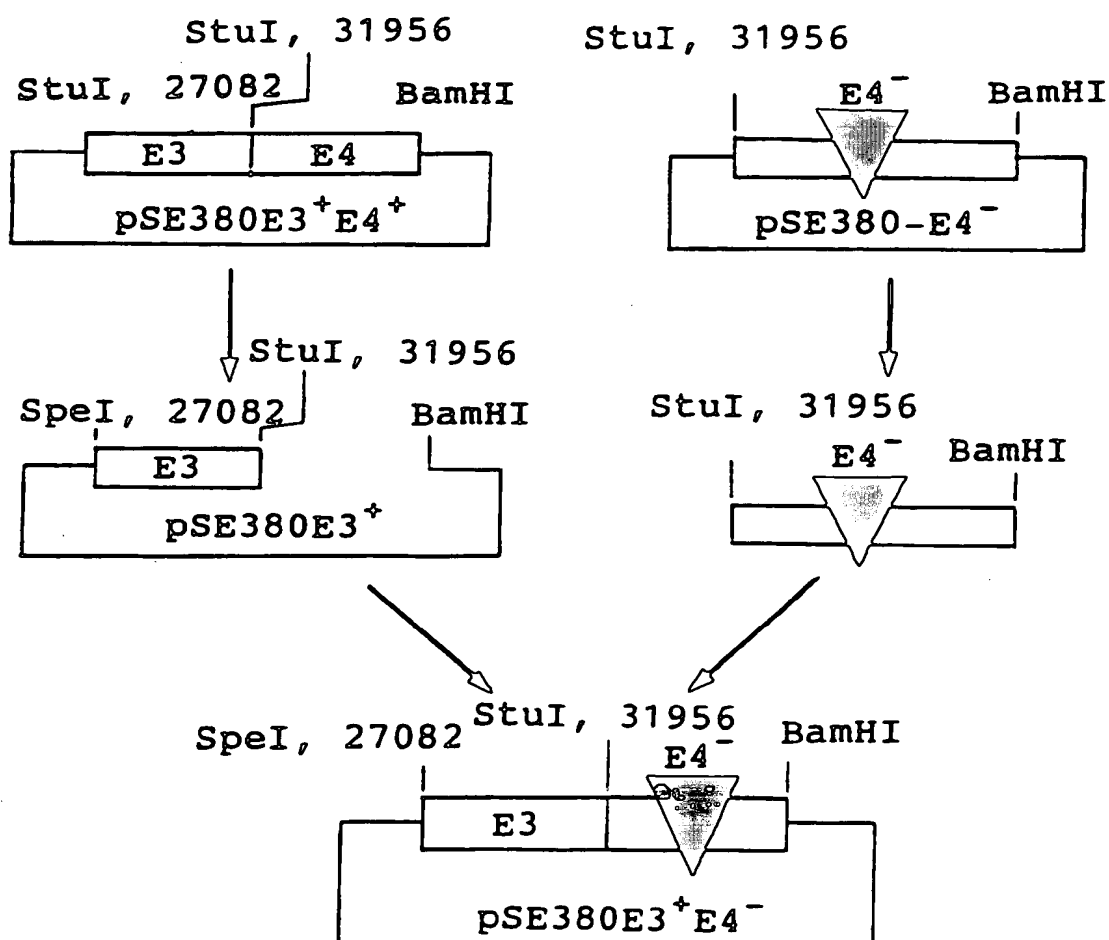 StuI, 31956
StuI, 27082
BamHI
E3
E4
pSE380E3⁺E4⁺
StuI, 31956
E4⁻
BamHI
pSE380-E4⁻
StuI, 31956
SpeI, 27082
BamHI
E3
pSE380E3⁺
StuI, 31956
E4⁻
BamHI
SpeI, 27082
StuI, 31956
E4⁻
BamHI
E3
pSE380E3⁺E4⁻